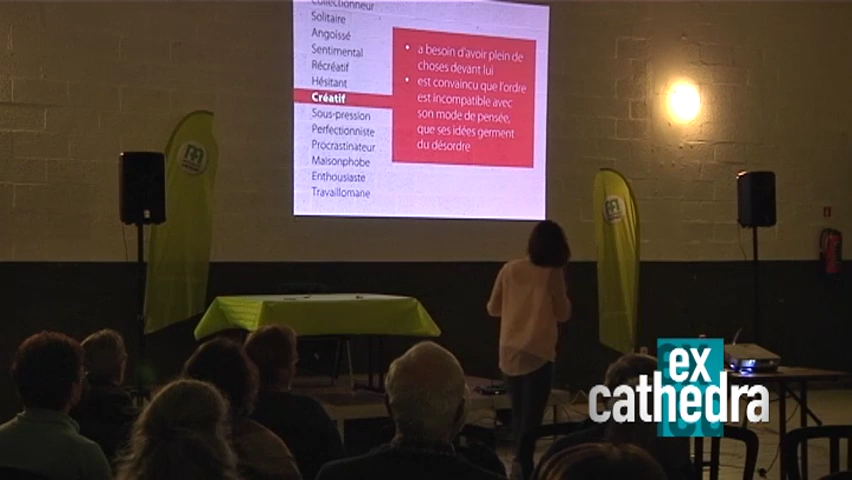 Collectionneur
Solitaire
Angoissé
Sentimental
Récréatif
Hésitant
Créatif
Sous-pression
Perfectionniste
Procrastinateur
Maisonphobe
Enthousiaste
Travaillomane
• a besoin d'avoir plein de
choses devant lui
• est convaincu que l'ordre
est incompatible avec
son mode de pensée,
que ses idées germent
du désordre
ex
cathedra